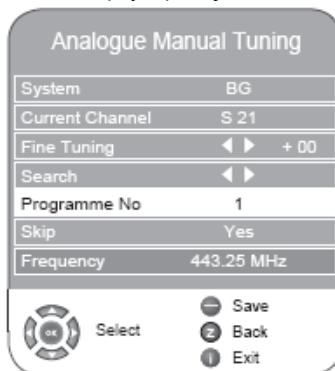 Analogue Manual Tuning
System BG
Current Channel S 21
Fine Tuning + 00
Search
Programme No 1
Skip Yes
Frequency 443.25 MHz
Save
OK Select Back
Exit